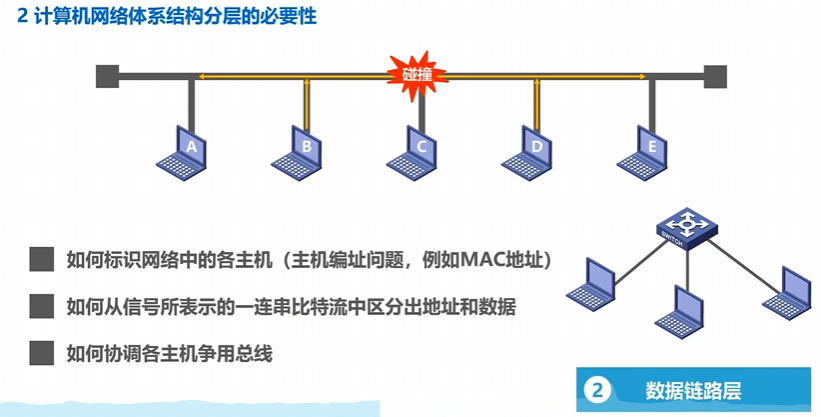 2 计算机网络体系结构分层的必要性
碰撞
A
B
C
D
E
SWITCH
如何标识网络中的各主机（主机编址问题，例如MAC地址）
如何从信号所表示的一连串比特流中区分出地址和数据
如何协调各主机争用总线
2 数据链路层